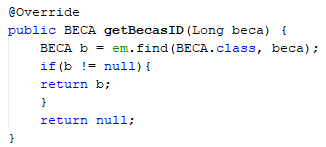 @Override
public BECA getBecasID(Long beca) {
    BECA b = em.find(BECA.class, beca);
    if(b != null){
    return b;
    }
    return null;
}